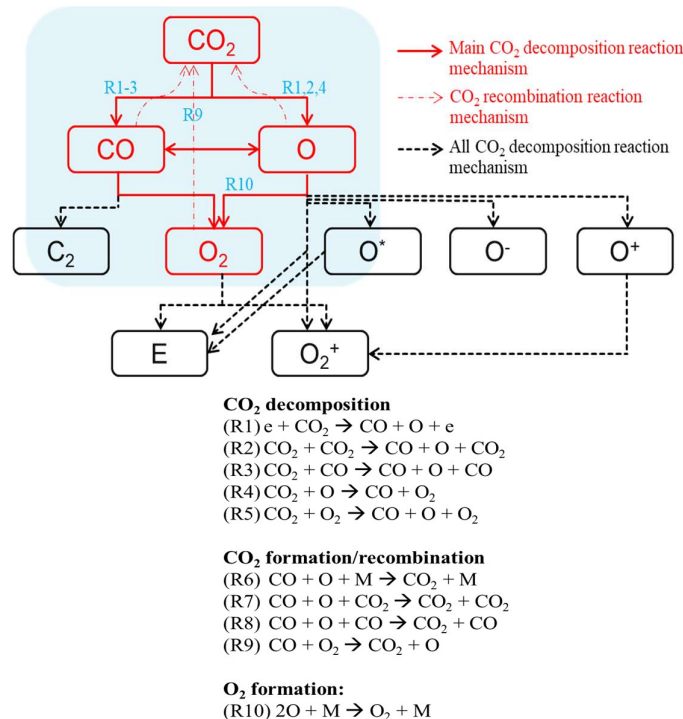 CO₂
R1-3
R1,2,4
R9
CO
O
R10
C₂
O₂
O*
O⁻
O⁺
E
O₂⁺
Main CO₂ decomposition reaction
mechanism
CO₂ recombination reaction
mechanism
All CO₂ decomposition reaction
mechanism
CO₂ decomposition
(R1) e + CO₂ → CO + O + e
(R2) CO₂ + CO₂ → CO + O + CO₂
(R3) CO₂ + CO → CO + O + CO
(R4) CO₂ + O → CO + O₂
(R5) CO₂ + O₂ → CO + O + O₂
CO₂ formation/recombination
(R6) CO + O + M → CO₂ + M
(R7) CO + O + CO₂ → CO₂ + CO₂
(R8) CO + O + CO → CO₂ + CO
(R9) CO + O₂ → CO₂ + O
O₂ formation:
(R10) 2O + M → O₂ + M